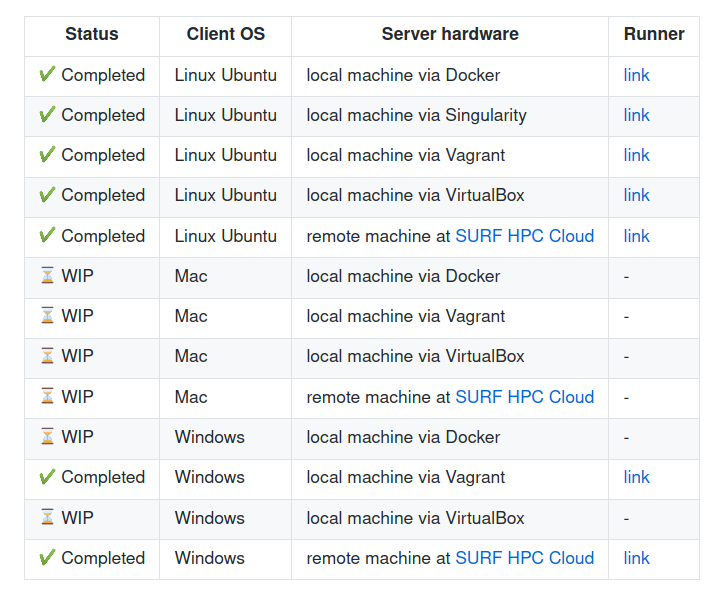 Status Client OS Server hardware Runner
✔ Completed Linux Ubuntu local machine via Docker link
✔ Completed Linux Ubuntu local machine via Singularity link
✔ Completed Linux Ubuntu local machine via Vagrant link
✔ Completed Linux Ubuntu local machine via VirtualBox link
✔ Completed Linux Ubuntu remote machine at SURF HPC Cloud link
⏳ WIP Mac local machine via Docker -
⏳ WIP Mac local machine via Vagrant -
⏳ WIP Mac local machine via VirtualBox -
⏳ WIP Mac remote machine at SURF HPC Cloud -
⏳ WIP Windows local machine via Docker -
✔ Completed Windows local machine via Vagrant link
⏳ WIP Windows local machine via VirtualBox -
✔ Completed Windows remote machine at SURF HPC Cloud link